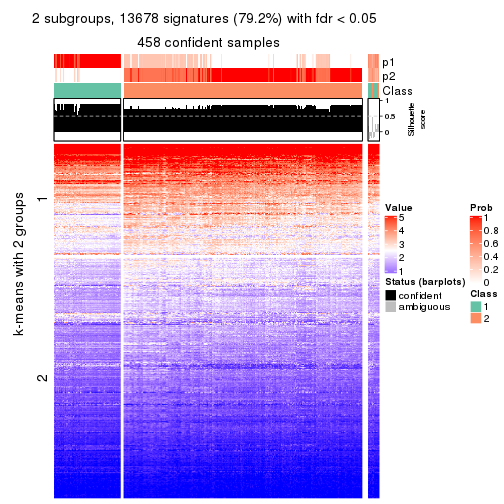 2 subgroups, 13678 signatures (79.2%) with fdr < 0.05
458 confident samples
p1
p2
Class
1
0.5
0
Silhouette
score
k-means with 2 groups
1
2
Value
5
4
3
2
1
Status (barplots)
confident
ambiguous
Prob
1
0.8
0.6
0.4
0.2
0
Class
1
2